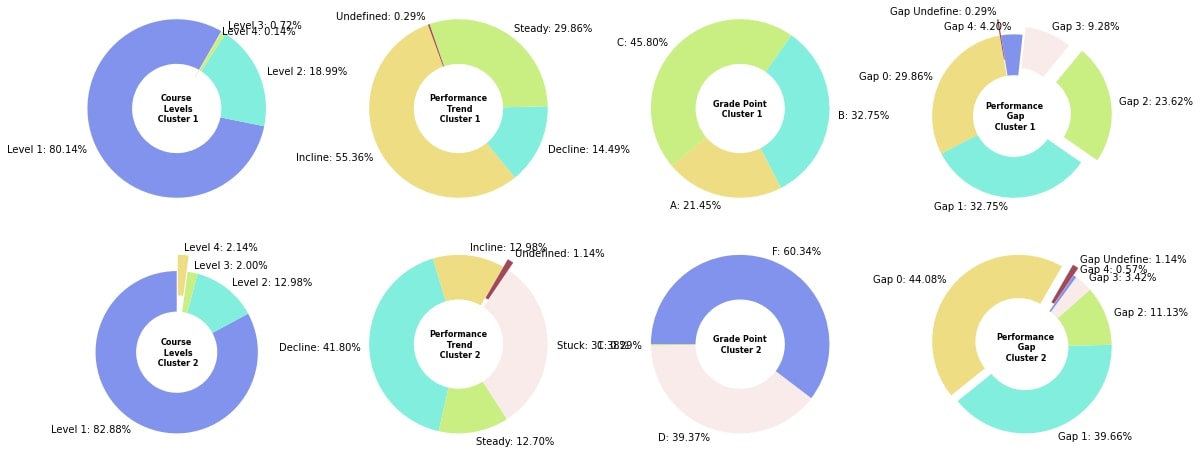 Level 3: 0.72%
Level 4: 0.14%
Level 2: 18.99%
Course
Levels
Cluster 1
Level 1: 80.14%
Undefined: 0.29%
Steady: 29.86%
Performance
Trend
Cluster 1
Incline: 55.36%
Decline: 14.49%
C: 45.80%
Grade Point
Cluster 1
B: 32.75%
A: 21.45%
Gap Undefine: 0.29%
Gap 4: 4.20%
Gap 3: 9.28%
Gap 0: 29.86%
Gap 2: 23.62%
Performance
Gap
Cluster 1
Gap 1: 32.75%
Level 4: 2.14%
Level 3: 2.00%
Level 2: 12.98%
Course
Levels
Cluster 2
Level 1: 82.88%
Incline: 12.98%
Undefined: 1.14%
Decline: 41.80%
Performance
Trend
Cluster 2
Stuck: 31.38%
Steady: 12.70%
F: 60.34%
C: 0.29%
Grade Point
Cluster 2
D: 39.37%
Gap Undefine: 1.14%
Gap 4: 0.57%
Gap 3: 3.42%
Gap 0: 44.08%
Gap 2: 11.13%
Performance
Gap
Cluster 2
Gap 1: 39.66%